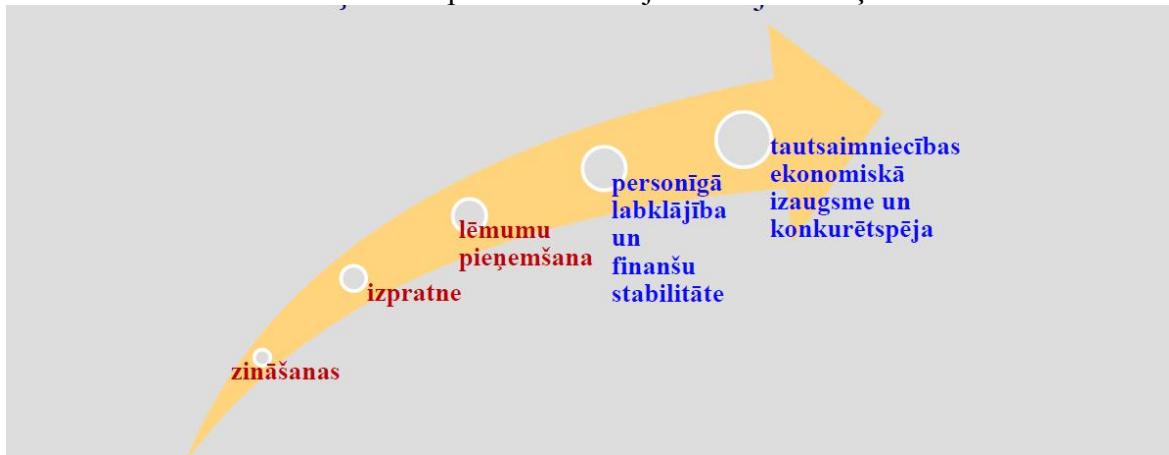 zināšanas
izpratne
lēmumu
pieņemšana
personīgā
labklājība
un
finanšu
stabilitāte
tautsaimniecības
ekonomiskā
izaugsme un
konkurētspēja